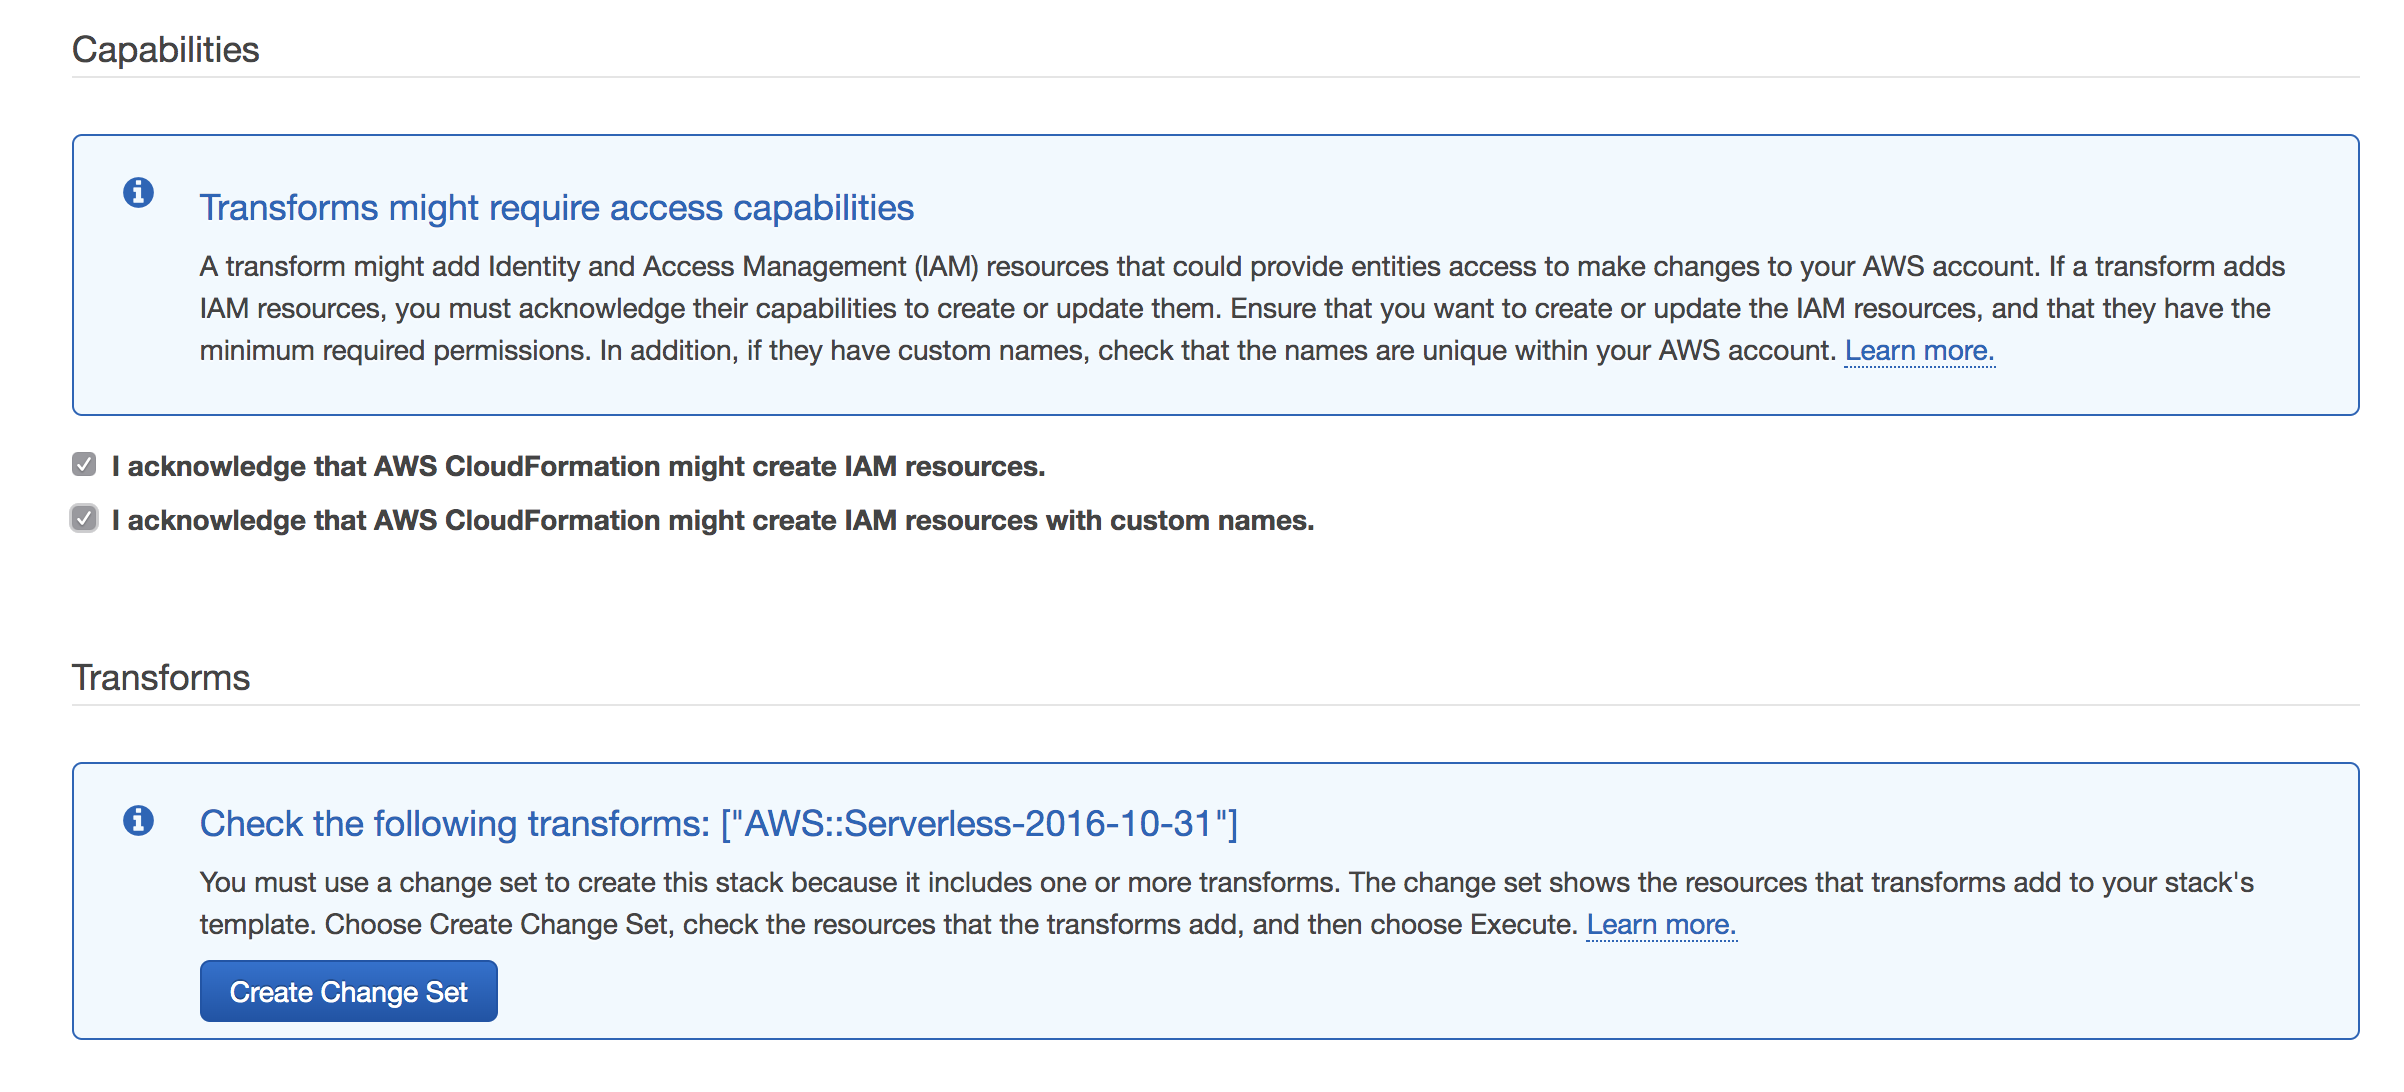 Capabilities
Transforms might require access capabilities
A transform might add Identity and Access Management (IAM) resources that could provide entities access to make changes to your AWS account. If a transform adds
IAM resources, you must acknowledge their capabilities to create or update them. Ensure that you want to create or update the IAM resources, and that they have the
minimum required permissions. In addition, if they have custom names, check that the names are unique within your AWS account. Learn more.
I acknowledge that AWS CloudFormation might create IAM resources.
I acknowledge that AWS CloudFormation might create IAM resources with custom names.
Transforms
Check the following transforms: ["AWS::Serverless-2016-10-31"]
You must use a change set to create this stack because it includes one or more transforms. The change set shows the resources that transforms add to your stack's
template. Choose Create Change Set, check the resources that the transforms add, and then choose Execute. Learn more.
Create Change Set